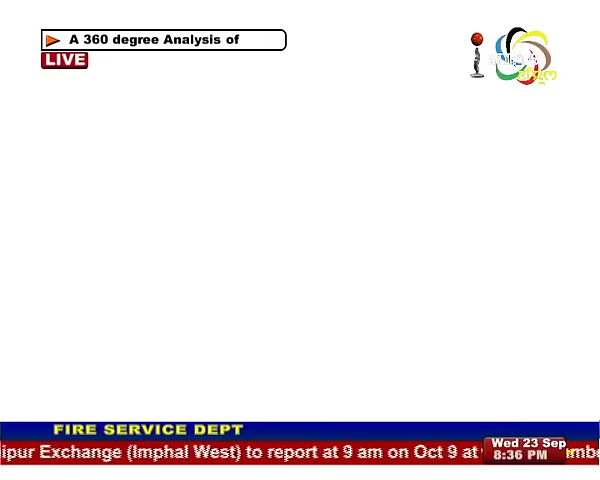 A 360 degree Analysis of
LIVE
FIRE SERVICE DEPT
ipur Exchange (Imphal West) to report at 9 am on Oct 9 at
Wed 23 Sep
8:36 PM